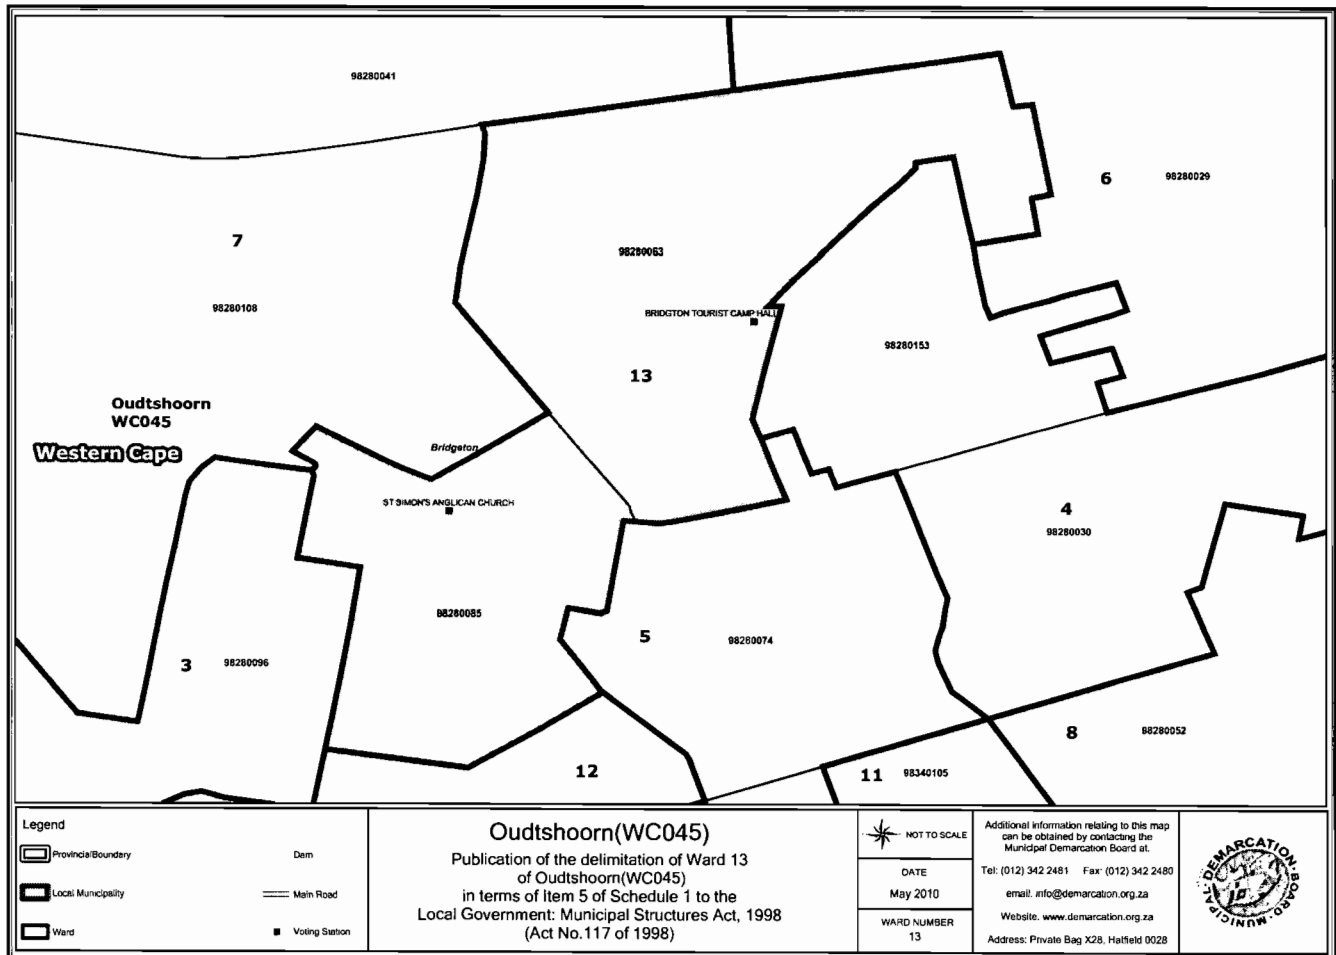 98280041
6
98280029
7
98280063
98280108
BRIDGTON TOURIST CAMP HALL
98280153
13
Oudtshoorn
WC045
Western Cape
Bridgeton
ST SIMON'S ANGLICAN CHURCH
4
98280030
98280085
5
98280074
3
98280096
8
98280052
12
11
98340105
Legend
Provincial Boundary
Dam
Local Municipality
Main Road
Ward
Voting Station
Oudtshoorn(WC045)
Publication of the delimitation of Ward 13
of Oudtshoorn(WC045)
in terms of Item 5 of Schedule 1 to the
Local Government: Municipal Structures Act, 1998
(Act No.117 of 1998)
NOT TO SCALE
DATE
May 2010
WARD NUMBER
13
Additional information relating to this map
can be obtained by contacting the
Municipal Demarcation Board at.
Tel: (012) 342 2481 Fax: (012) 342 2480
email. info@demarcation.org.za
Website. www.demarcation.org.za
Address: Private Bag X28, Hatfield 0028
MUNICIPAL DEMARCATION BOARD